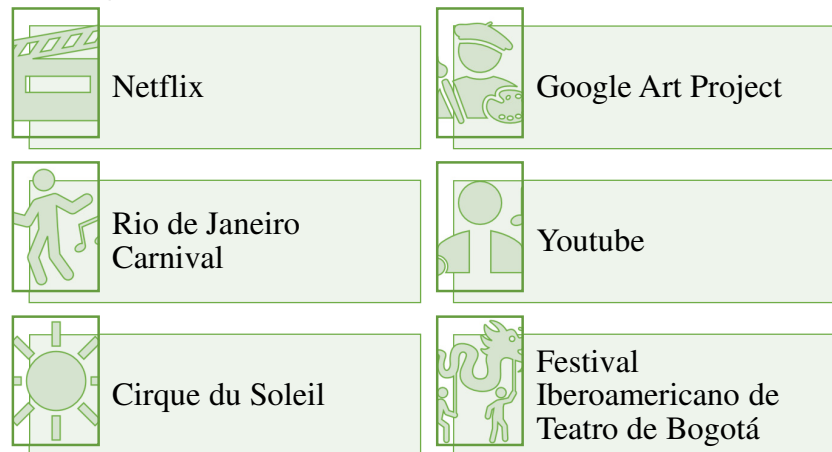 Netflix
Google Art Project
Rio de Janeiro
Carnival
Youtube
Cirque du Soleil
Festival
Iberoamericano de
Teatro de Bogotá